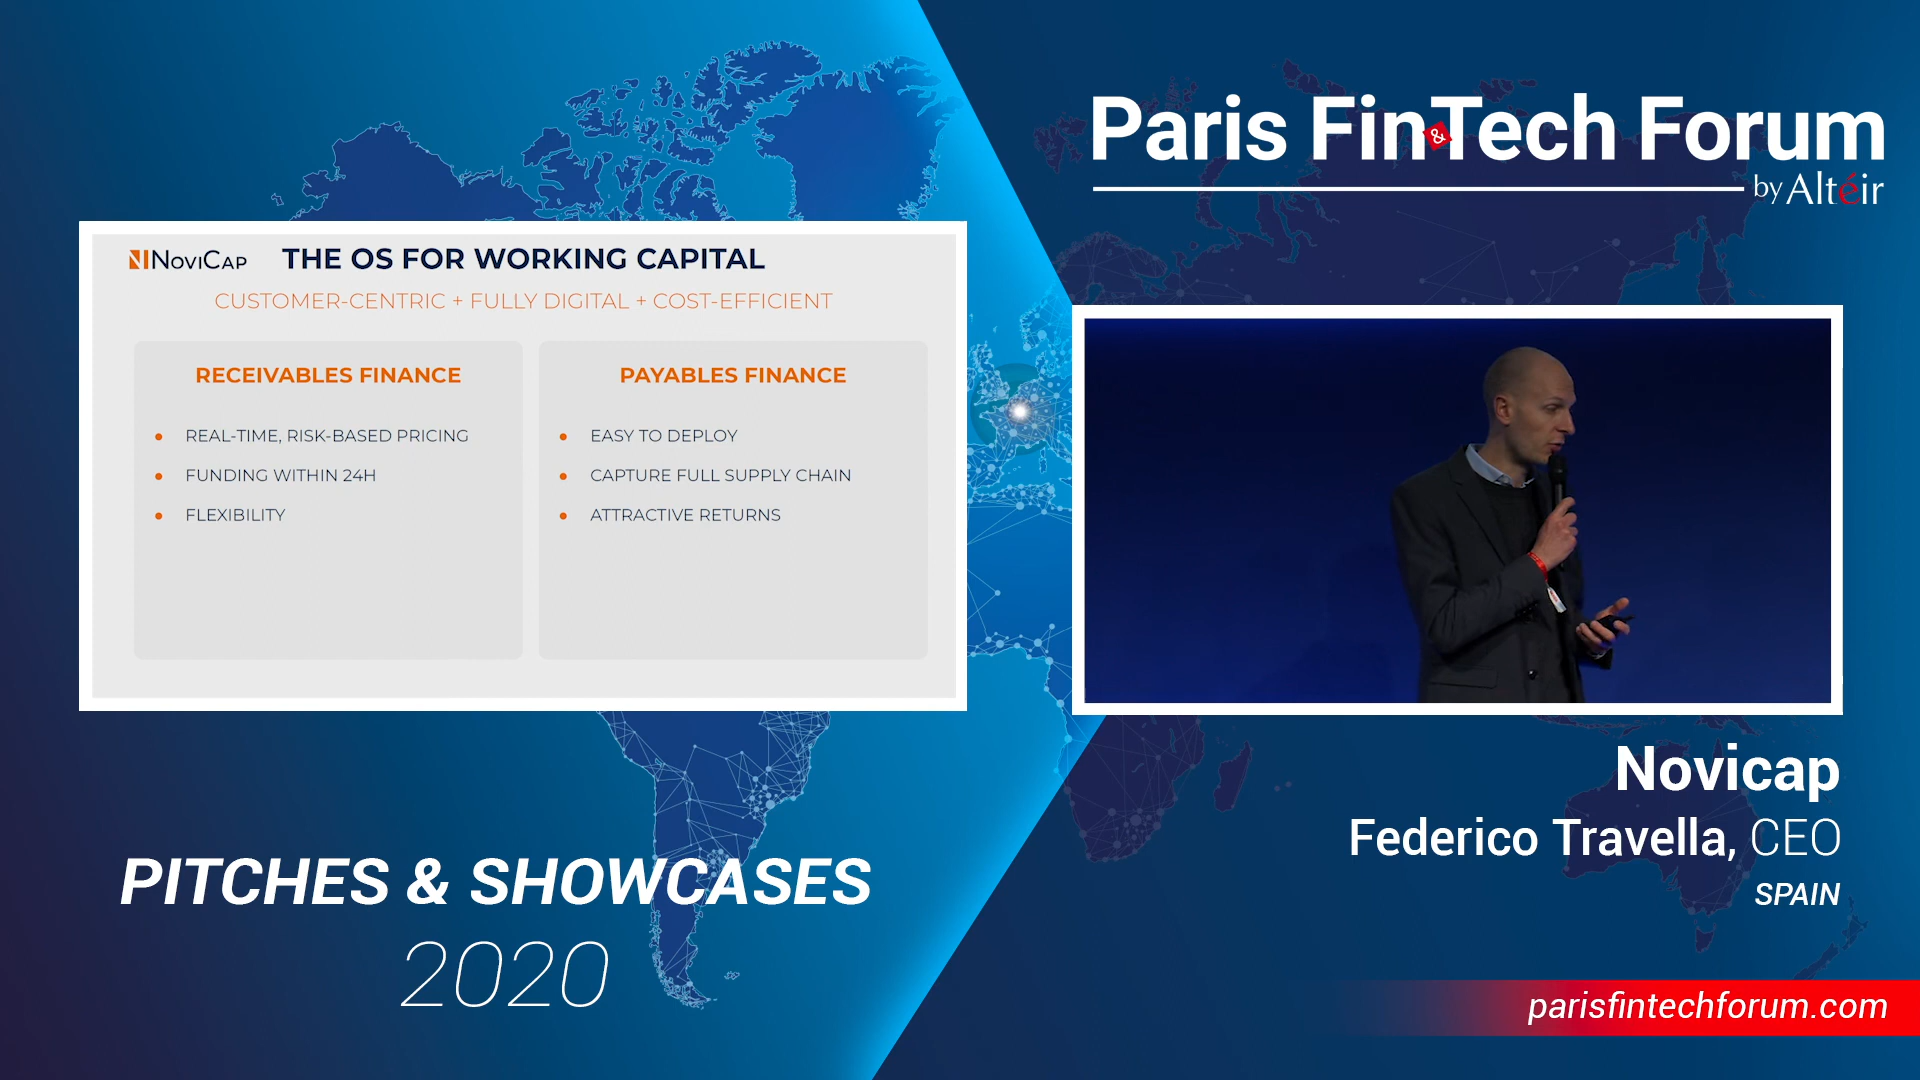 NOVICAP
THE OS FOR WORKING CAPITAL
CUSTOMER-CENTRIC + FULLY DIGITAL + COST-EFFICIENT
RECEIVABLES FINANCE
• REAL-TIME, RISK-BASED PRICING
• FUNDING WITHIN 24H
• FLEXIBILITY
PAYABLES FINANCE
• EASY TO DEPLOY
• CAPTURE FULL SUPPLY CHAIN
• ATTRACTIVE RETURNS
PITCHES & SHOWCASES
2020
Paris Fin&Tech Forum
by Altéir
Novicap
Federico Travella, CEO
SPAIN
parisfintechforum.com